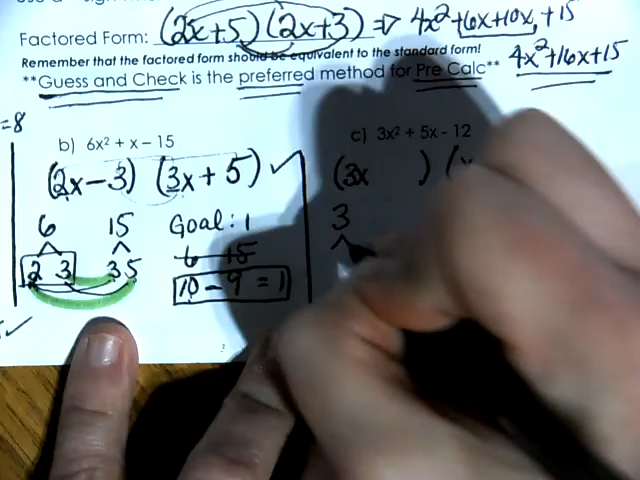 Factored Form: (2x+5)(2x+3) => 4x²+6x+10x+15
Remember that the factored form should be equivalent to the standard form!
4x²+16x+15
**Guess and Check is the preferred method for Pre Calc**
=8
b) 6x² + x - 15
c) 3x² + 5x - 12
(2x-3) (3x+5) ✓
(3x ) (x
6 15 Goal: 1
3
2 3 3 5
6 15
10 - 9 = 1
✓